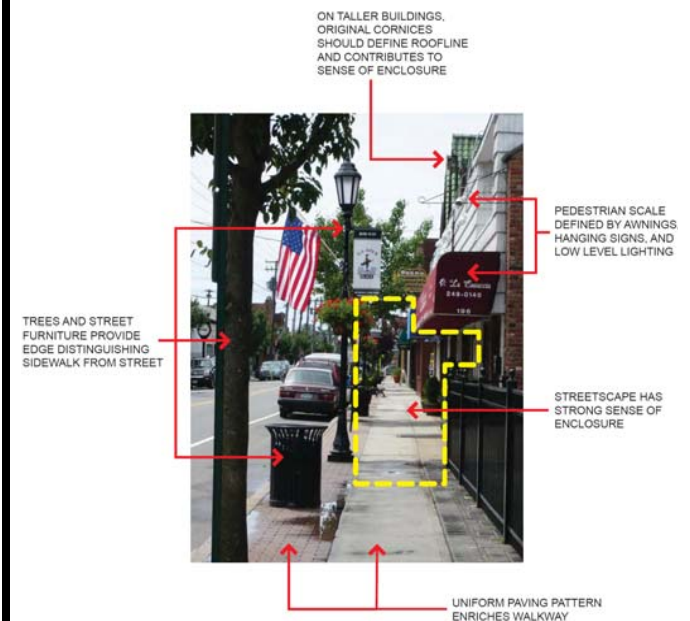 ON TALLER BUILDINGS,
ORIGINAL CORNICES
SHOULD DEFINE ROOFLINE
AND CONTRIBUTES TO
SENSE OF ENCLOSURE
PEDESTRIAN SCALE
DEFINED BY AWNINGS
HANGING SIGNS, AND
LOW LEVEL LIGHTING
TREES AND STREET
FURNITURE PROVIDE
EDGE DISTINGUISHING
SIDEWALK FROM STREET
STREETSCAPE HAS
STRONG SENSE OF
ENCLOSURE
UNIFORM PAVING PATTERN
ENRICHES WALKWAY